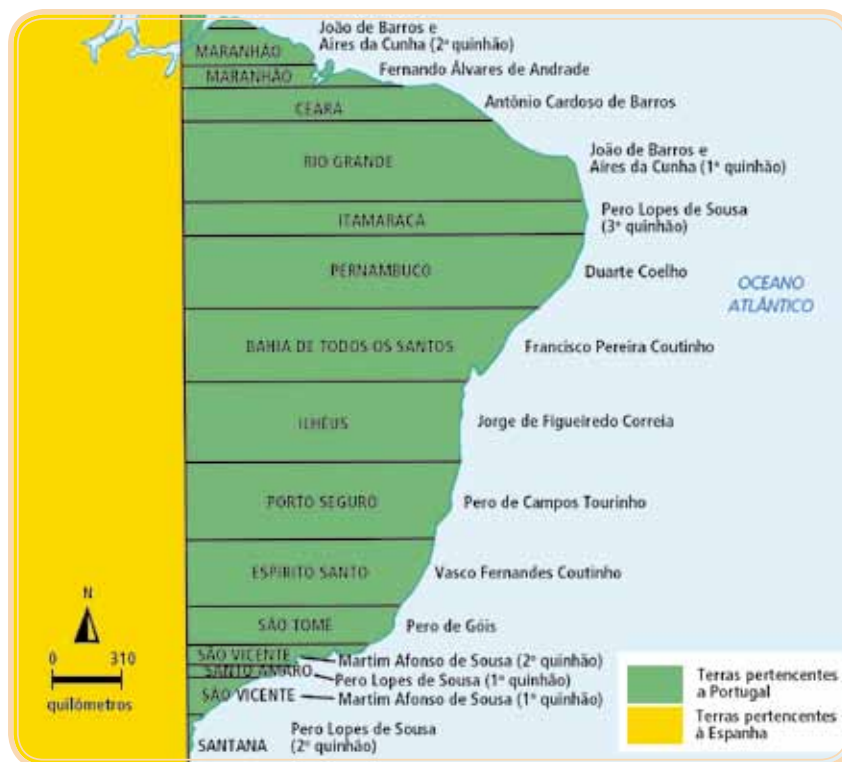 João de Barros e
Aires da Cunha (2º quinhão)
MARANHÃO
Fernando Álvares de Andrade
MARANHÃO
Antônio Cardoso de Barros
CEARÁ
João de Barros e
Aires da Cunha (1º quinhão)
RIO GRANDE
Pero Lopes de Sousa
(3º quinhão)
ITAMARACÁ
PERNAMBUCO
Duarte Coelho
OCEANO
ATLÂNTICO
BAHIA DE TODOS OS SANTOS
Francisco Pereira Coutinho
ILHÉUS
Jorge de Figueiredo Correia
PORTO SEGURO
Pero de Campos Tourinho
ESPÍRITO SANTO
Vasco Fernandes Coutinho
SÃO TOMÉ
Pero de Góis
SÃO VICENTE
Martim Afonso de Sousa (2º quinhão)
SANTO AMARO
Pero Lopes de Sousa (1º quinhão)
SÃO VICENTE
Martim Afonso de Sousa (1º quinhão)
Pero Lopes de Sousa
(2º quinhão)
SANTANA
N
0 310
quilômetros
Terras pertencentes
a Portugal
Terras pertencentes
à Espanha